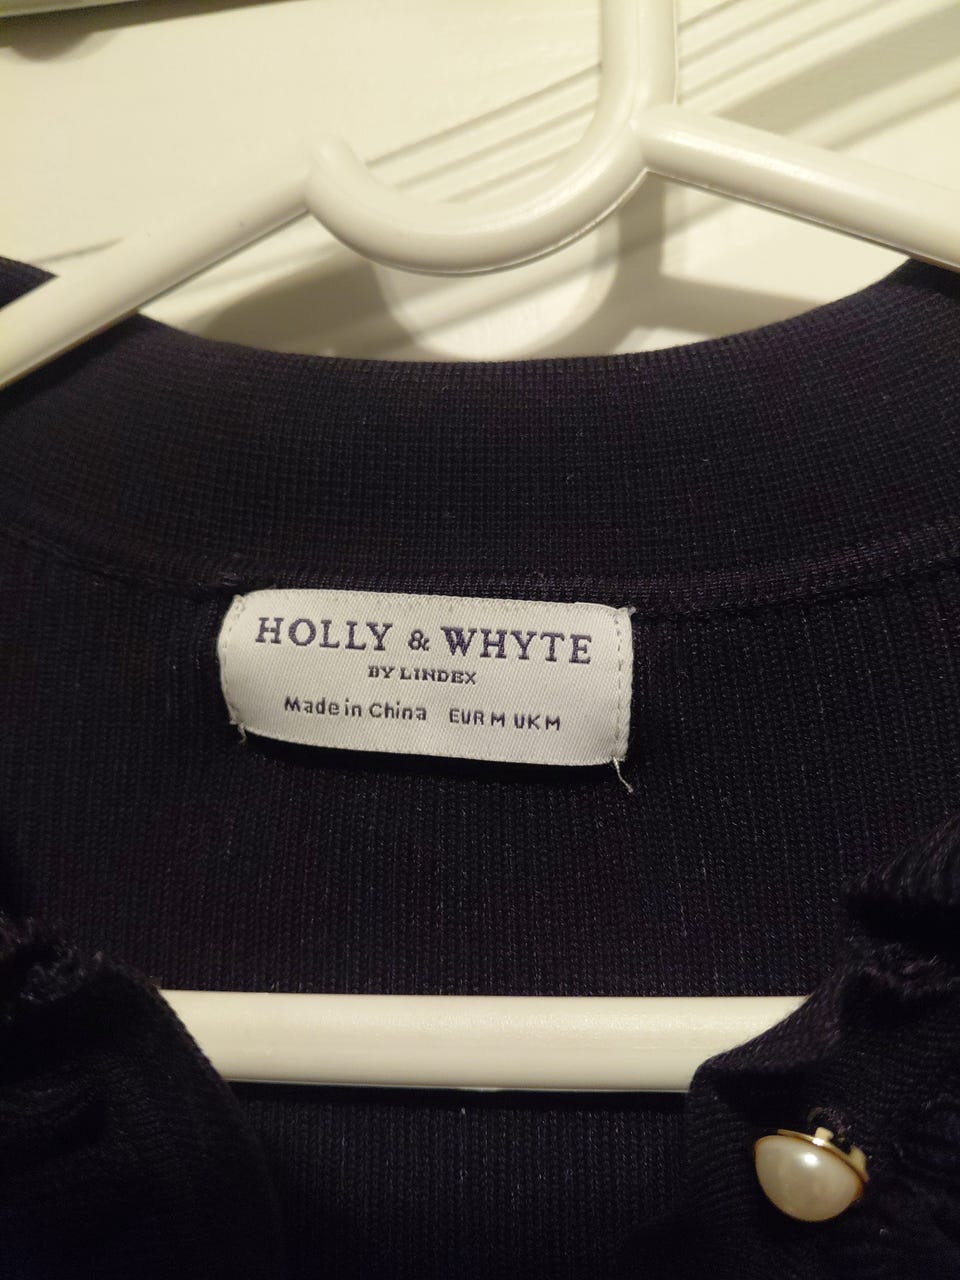 HOLLY & WHYTE
BY LINDEX
Made in China EUR M UK M